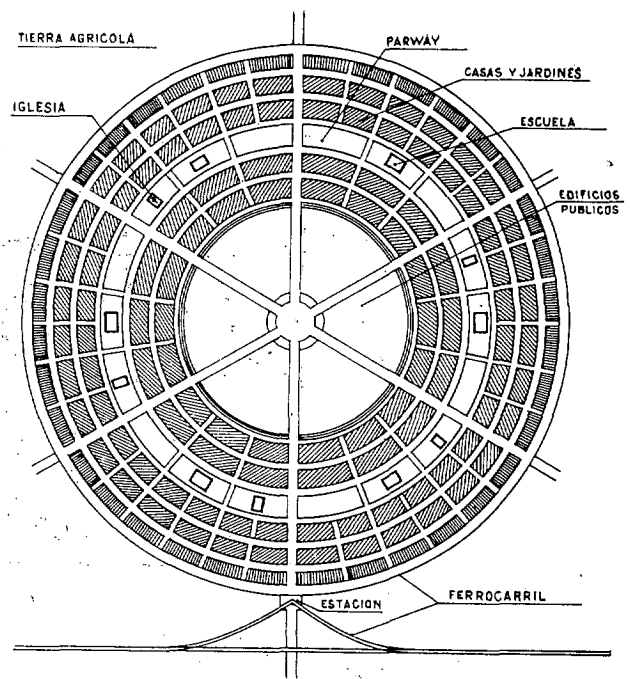 TIERRA AGRICOLA
PARWAY
CASAS Y JARDINES
IGLESIA
ESCUELA
EDIFICIOS
PUBLICOS
ESTACION
FERROCARRIL